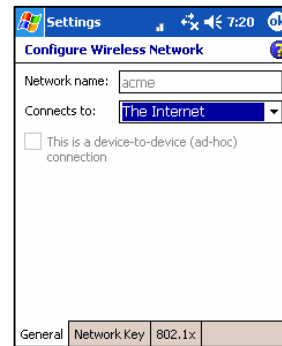 Settings 7:20 ok
Configure Wireless Network ?
Network name: acme
Connects to: The Internet
This is a device-to-device (ad-hoc)
connection
General Network Key 802.1x